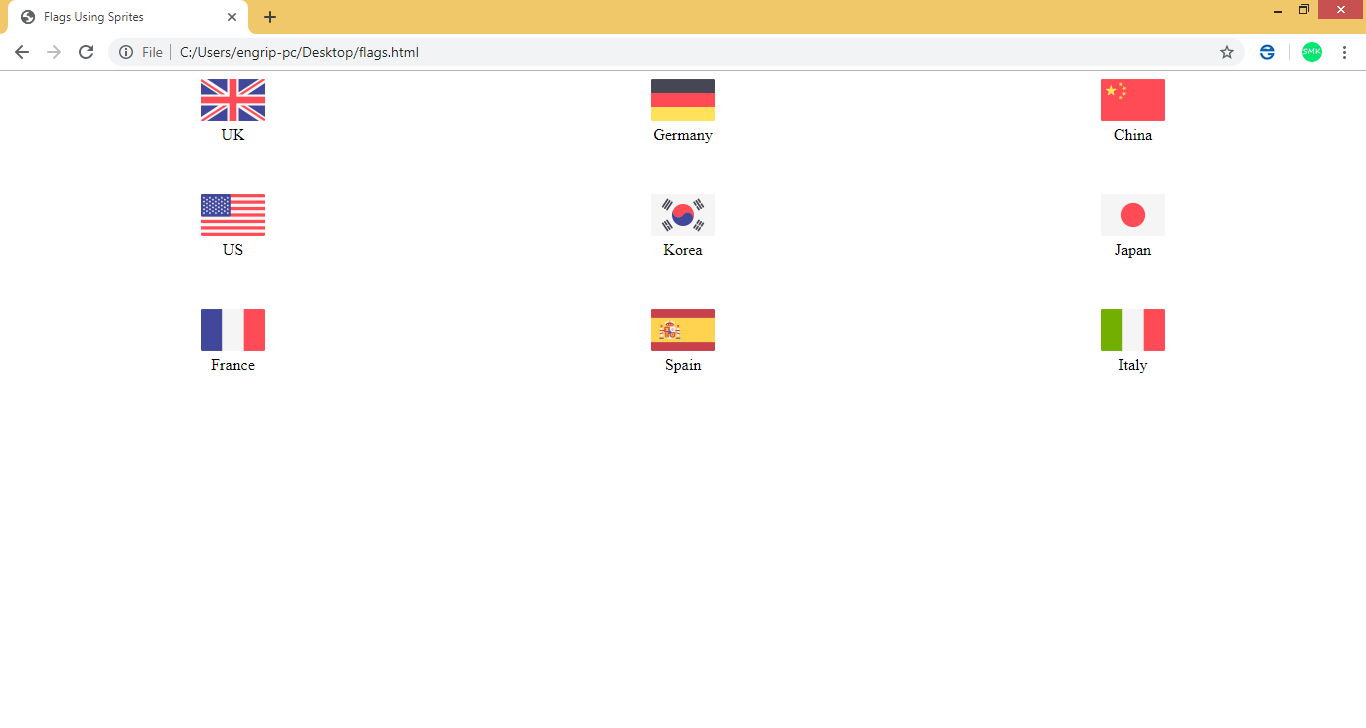 Flags Using Sprites
File C:/Users/engrip-pc/Desktop/flags.html
SMK
UK Germany China
US Korea Japan
France Spain Italy